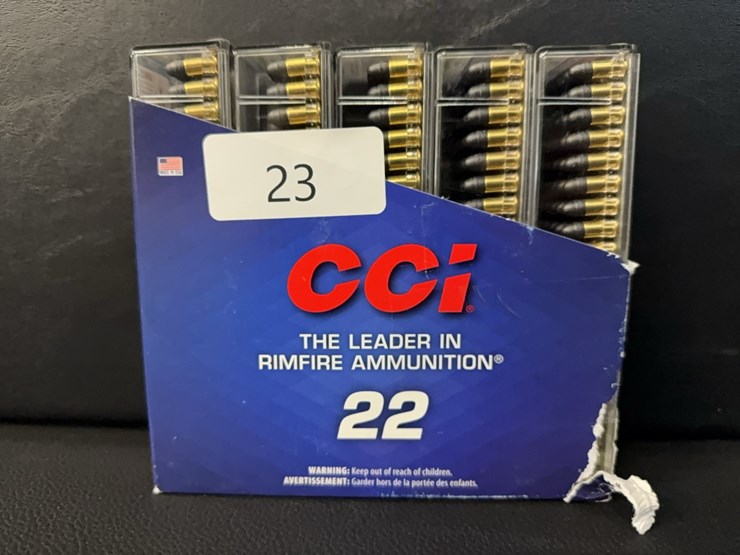 23
CCi
THE LEADER IN
RIMFIRE AMMUNITION®
22
WARNING: Keep out of reach of children.
AVERTISSEMENT: Garder hors de la portée des enfants.